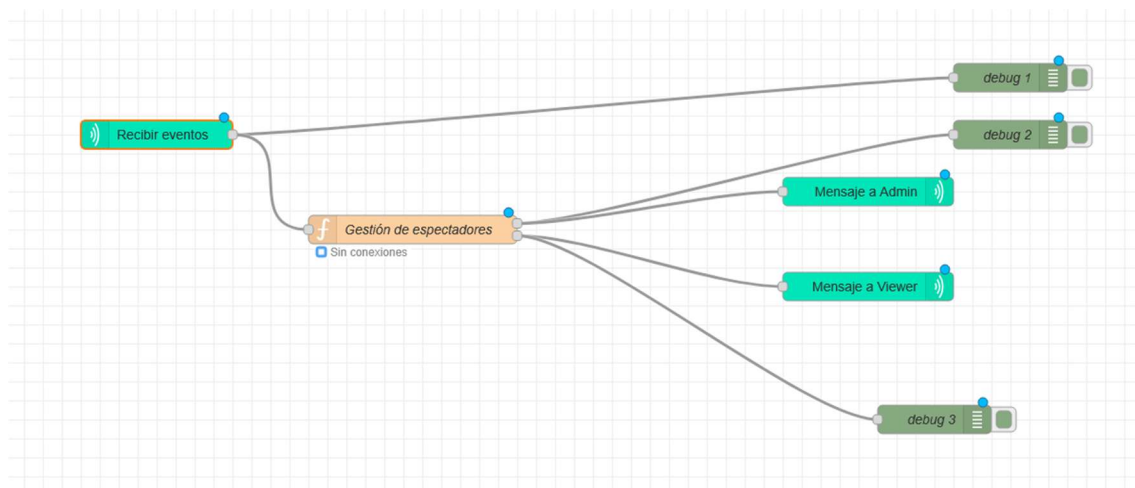 debug 1
Recibir eventos
debug 2
Mensaje a Admin
Gestión de espectadores
Sin conexiones
Mensaje a Viewer
debug 3